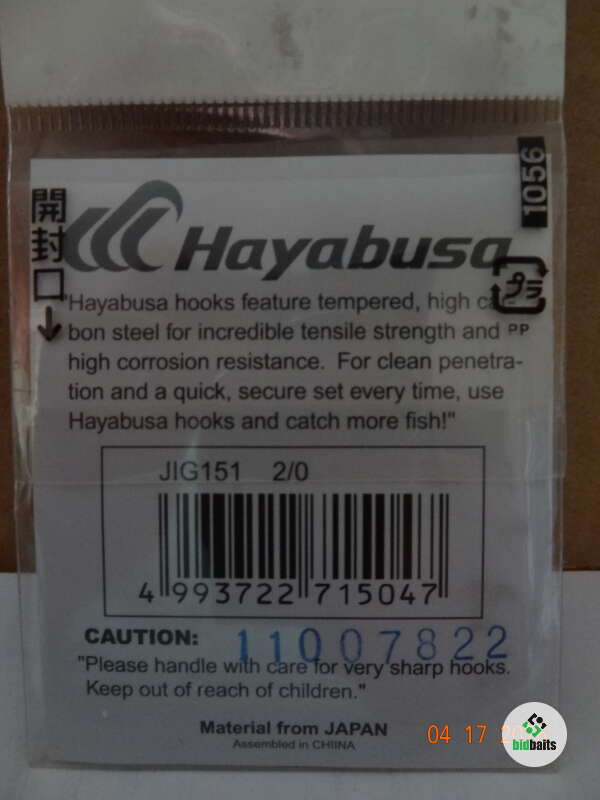 1056
開封口
Hayabusa
プラ
PP
"Hayabusa hooks feature tempered, high car-
bon steel for incredible tensile strength and
high corrosion resistance. For clean penetra-
tion and a quick, secure set every time, use
Hayabusa hooks and catch more fish!"
JIG151 2/0
4 993722 715047
CAUTION:
11007822
"Please handle with care for very sharp hooks.
Keep out of reach of children."
Material from JAPAN
Assembled in CHIINA
04 17
bidbaits